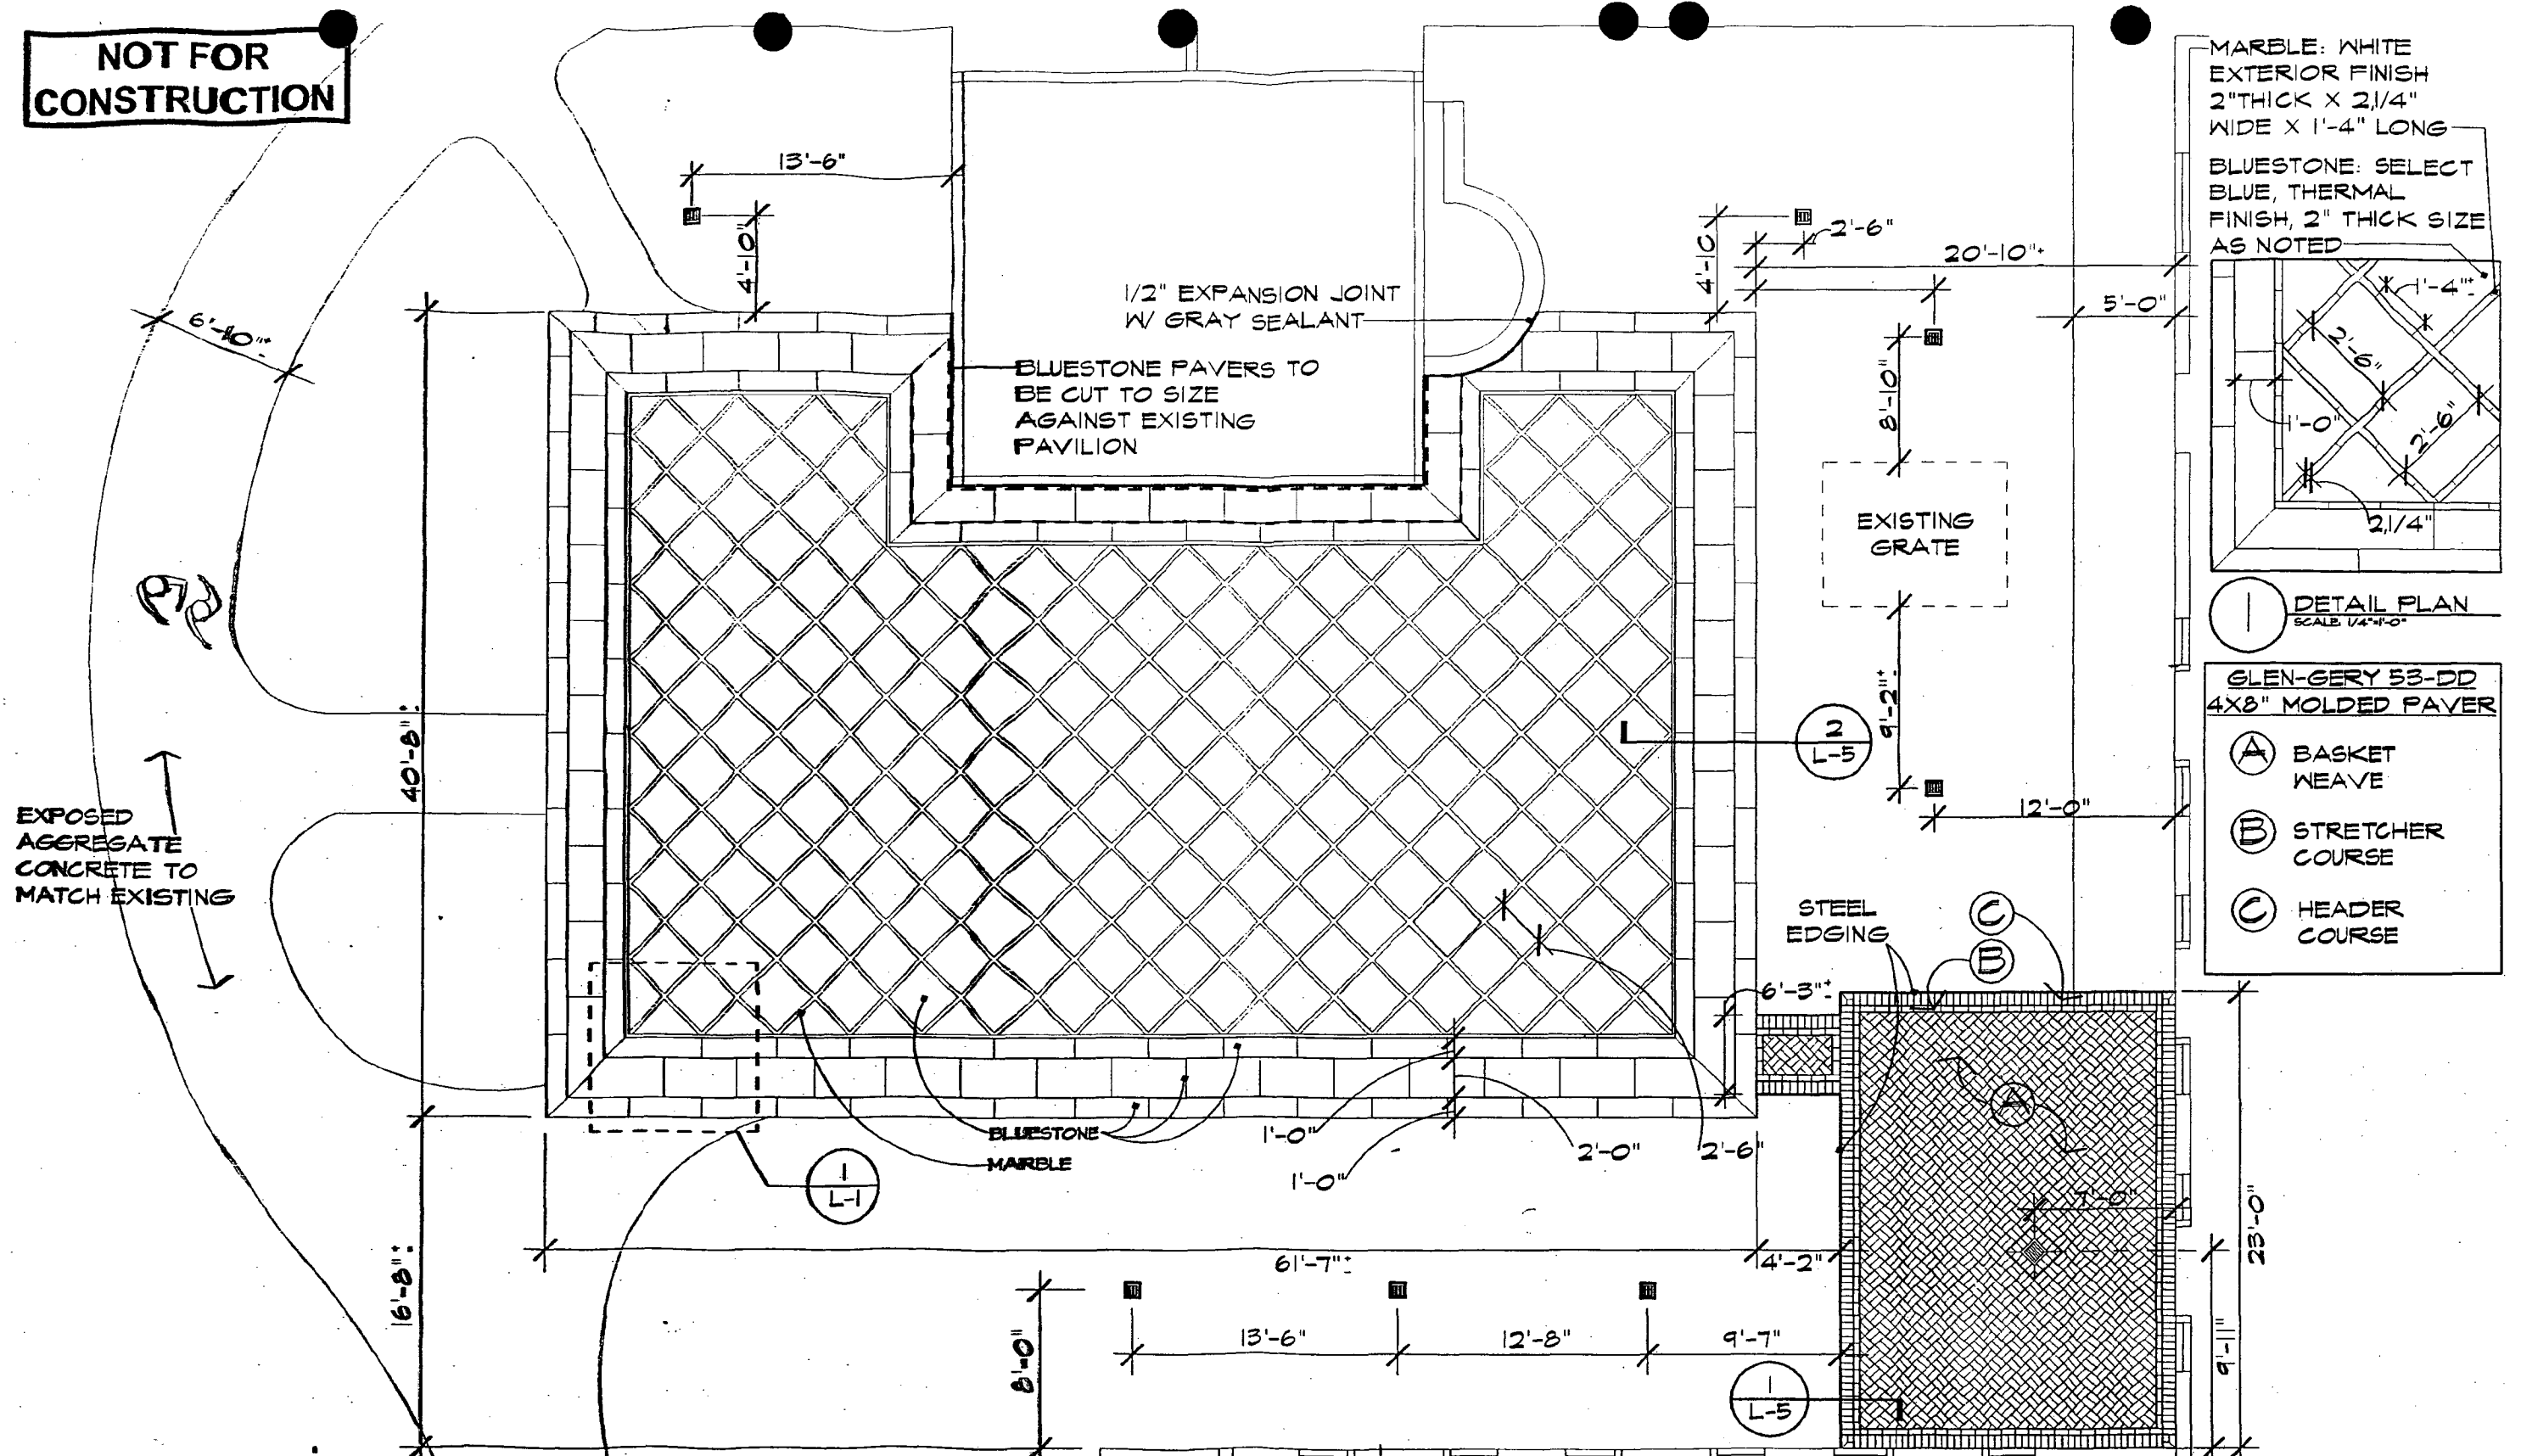 NOT FOR
CONSTRUCTION
MARBLE: WHITE
EXTERIOR FINISH
2"THICK X 2,1/4"
WIDE X 1'-4" LONG
BLUESTONE: SELECT
BLUE, THERMAL
FINISH, 2" THICK SIZE
AS NOTED
13'-6"
4'-10"
4'-10
2'-6"
20'-10"±
5'-0"
6'-10"±
1/2" EXPANSION JOINT
W/ GRAY SEALANT
BLUESTONE PAVERS TO
BE CUT TO SIZE
AGAINST EXISTING
PAVILION
8'-10"
EXISTING
GRATE
9'-2"±
12'-0"
1'-4"±
2'-6"
2'-6"
1'-0"
2,1/4"
1
DETAIL PLAN
SCALE 1/4"=1'-0"
GLEN-GERY 53-DD
4X8" MOLDED PAVER
A BASKET
WEAVE
B STRETCHER
COURSE
C HEADER
COURSE
40'-8"±
2
L-5
EXPOSED
AGGREGATE
CONCRETE TO
MATCH EXISTING
STEEL
EDGING
C
B
6'-3"±
A
BLUESTONE
MARBLE
1'-0"
1'-0"
2'-0"
2'-6"
1
L-1
7'-0"
23'-0"
61'-7"±
4'-2"
16'-8"±
13'-6"
12'-8"
9'-7"
8'-0"
9'-11"
1
L-5